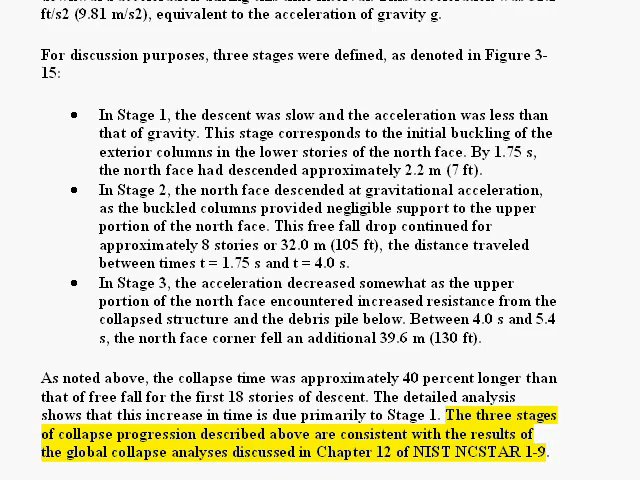 ft/s2 (9.81 m/s2), equivalent to the acceleration of gravity g.
For discussion purposes, three stages were defined, as denoted in Figure 3-
15:
• In Stage 1, the descent was slow and the acceleration was less than
that of gravity. This stage corresponds to the initial buckling of the
exterior columns in the lower stories of the north face. By 1.75 s,
the north face had descended approximately 2.2 m (7 ft).
• In Stage 2, the north face descended at gravitational acceleration,
as the buckled columns provided negligible support to the upper
portion of the north face. This free fall drop continued for
approximately 8 stories or 32.0 m (105 ft), the distance traveled
between times t = 1.75 s and t = 4.0 s.
• In Stage 3, the acceleration decreased somewhat as the upper
portion of the north face encountered increased resistance from the
collapsed structure and the debris pile below. Between 4.0 s and 5.4
s, the north face corner fell an additional 39.6 m (130 ft).
As noted above, the collapse time was approximately 40 percent longer than
that of free fall for the first 18 stories of descent. The detailed analysis
shows that this increase in time is due primarily to Stage 1. The three stages
of collapse progression described above are consistent with the results of
the global collapse analyses discussed in Chapter 12 of NIST NCSTAR 1-9.